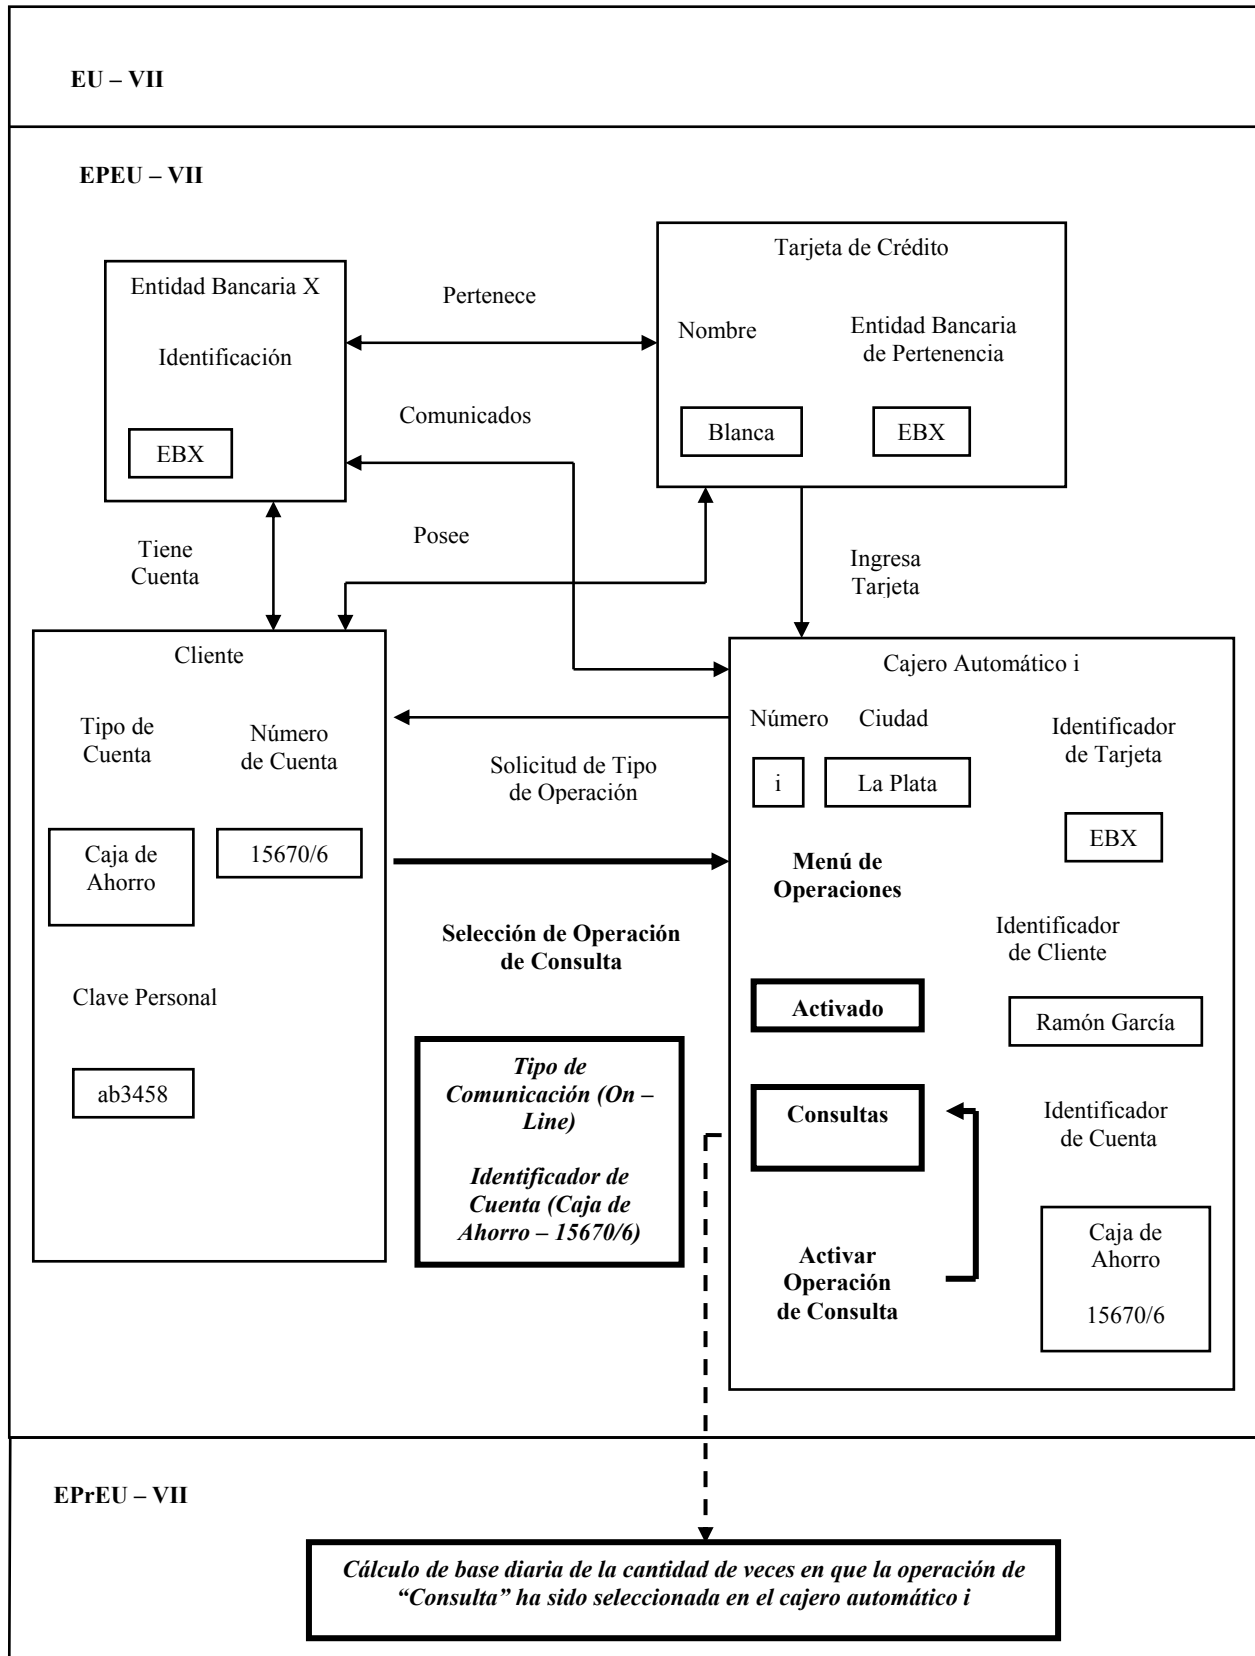 EU – VII
EPEU – VII
Entidad Bancaria X
Identificación
EBX
Pertenece
Comunicados
Tarjeta de Crédito
Nombre
Entidad Bancaria
de Pertenencia
Blanca
EBX
Tiene
Cuenta
Posee
Ingresa
Tarjeta
Cliente
Tipo de
Cuenta
Número
de Cuenta
Caja de
Ahorro
15670/6
Clave Personal
ab3458
Solicitud de Tipo
de Operación
Selección de Operación
de Consulta
Tipo de
Comunicación (On –
Line)
Identificador de
Cuenta (Caja de
Ahorro – 15670/6)
Cajero Automático i
Número
Ciudad
i
La Plata
Identificador
de Tarjeta
EBX
Menú de
Operaciones
Identificador
de Cliente
Activado
Ramón García
Consultas
Identificador
de Cuenta
Activar
Operación
de Consulta
Caja de
Ahorro
15670/6
EPrEU – VII
Cálculo de base diaria de la cantidad de veces en que la operación de
“Consulta” ha sido seleccionada en el cajero automático i